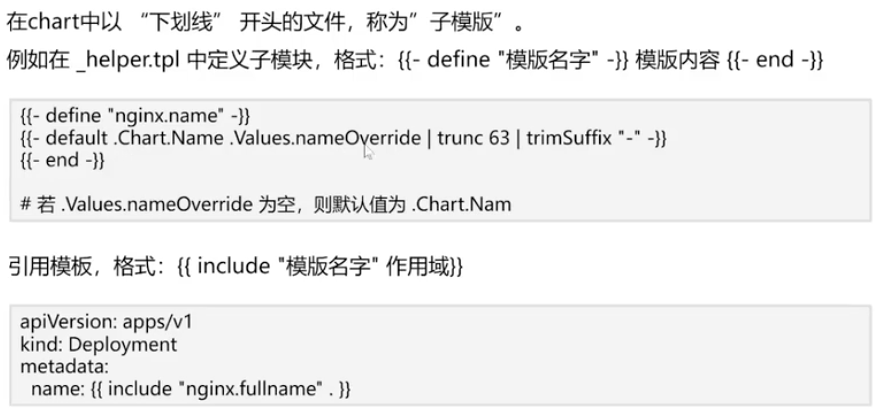 在chart中以 “下划线” 开头的文件，称为”子模版”。
例如在 _helper.tpl 中定义子模块，格式：{{- define "模版名字" -}} 模版内容 {{- end -}}
{{- define "nginx.name" -}}
{{- default .Chart.Name .Values.nameOverride | trunc 63 | trimSuffix "-" -}}
{{- end -}}
# 若 .Values.nameOverride 为空，则默认值为 .Chart.Nam
引用模板，格式：{{ include "模版名字" 作用域}}
apiVersion: apps/v1
kind: Deployment
metadata:
  name: {{ include "nginx.fullname" . }}